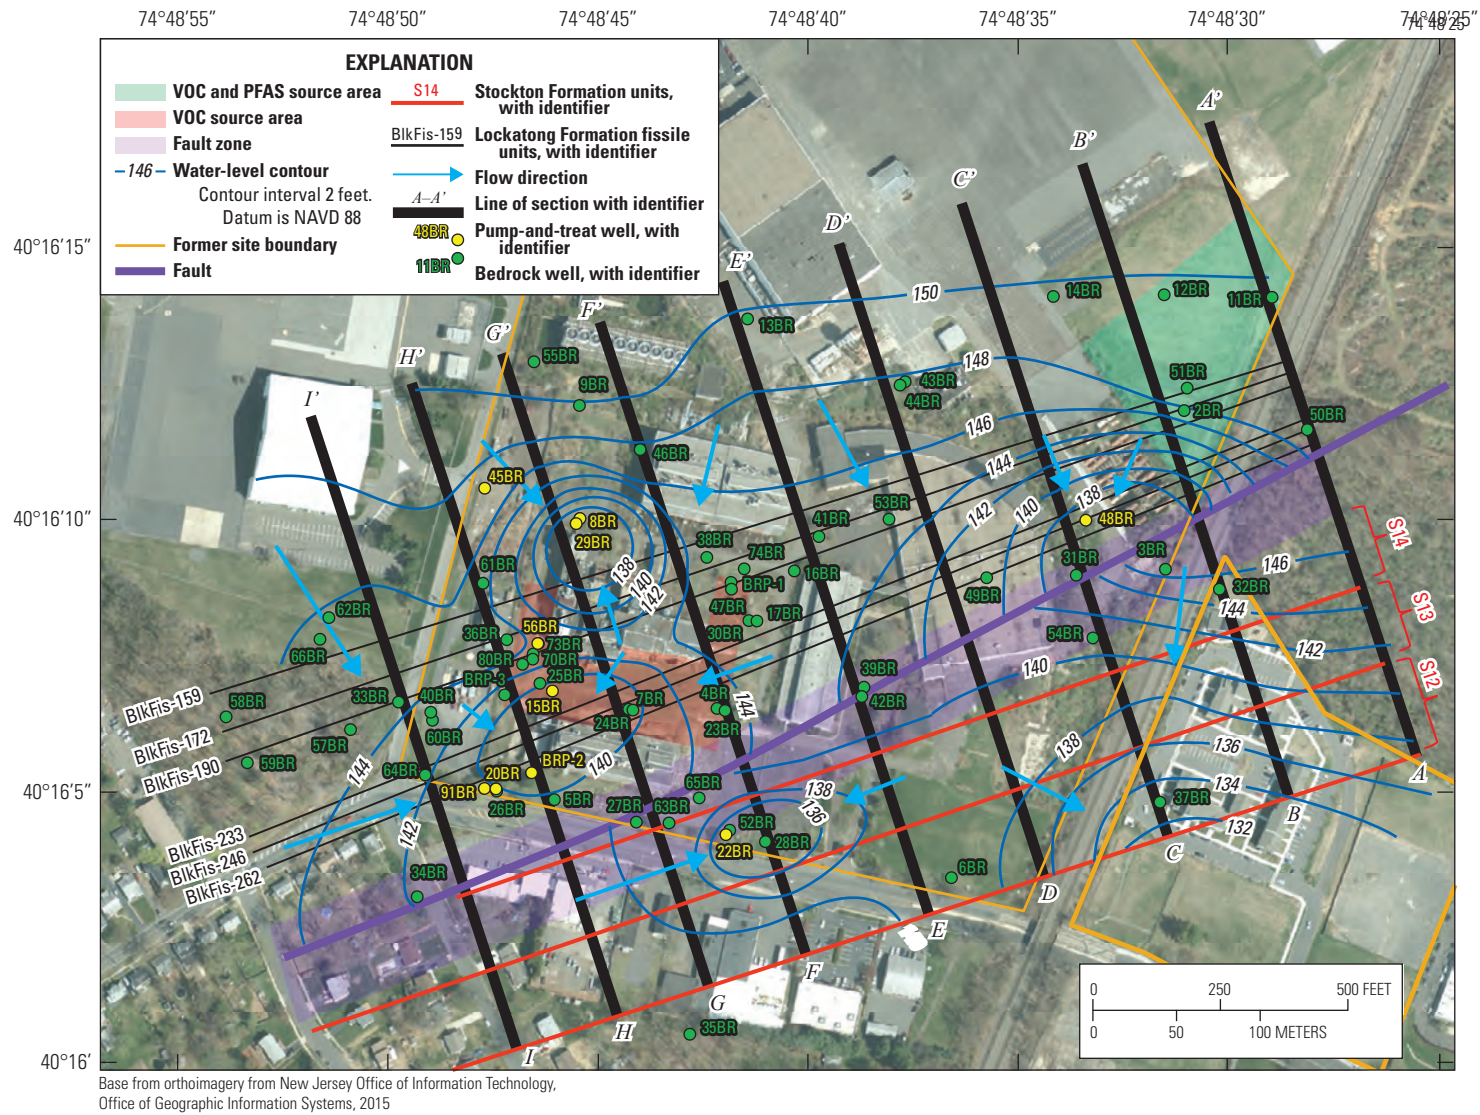 74°48′55″ 74°48′50″ 74°48′45″ 74°48′40″ 74°48′35″ 74°48′30″ 74°48′25″
74°48′25″
EXPLANATION
VOC and PFAS source area
VOC source area
Fault zone
146 Water-level contour
Contour interval 2 feet.
Datum is NAVD 88
Former site boundary
Fault
S14 Stockton Formation units,
with identifier
BlkFis-159 Lockatong Formation fissile
units, with identifier
Flow direction
A–A′ Line of section with identifier
48BR Pump-and-treat well, with
identifier
11BR Bedrock well, with identifier
A′
B′
C′
D′
E′
F′
G′
H′
I′
40°16′15″
40°16′10″
40°16′5″
40°16′
150
148
146
144
142
140
138
14BR
12BR
11BR
13BR
55BR
9BR
43BR
44BR
51BR
2BR
50BR
46BR
45BR
8BR
29BR
53BR
41BR
48BR
38BR
74BR
BRP-1
16BR
47BR
17BR
30BR
31BR
3BR
49BR
32BR
54BR
61BR
62BR
66BR
36BR
56BR
73BR
80BR
70BR
BRP-3
25BR
15BR
7BR
24BR
4BR
23BR
39BR
42BR
33BR
40BR
60BR
58BR
57BR
59BR
64BR
BRP-2
20BR
91BR
26BR
5BR
65BR
27BR
63BR
52BR
22BR
28BR
34BR
6BR
37BR
35BR
138
140
142
146
144
142
140
138
136
134
132
144
140
138
136
144
142
S14
S13
S12
BlkFis-159
BlkFis-172
BlkFis-190
BlkFis-233
BlkFis-246
BlkFis-262
A
B
C
D
E
F
G
H
I
0 250 500 FEET
0 50 100 METERS
Base from orthoimagery from New Jersey Office of Information Technology,
Office of Geographic Information Systems, 2015